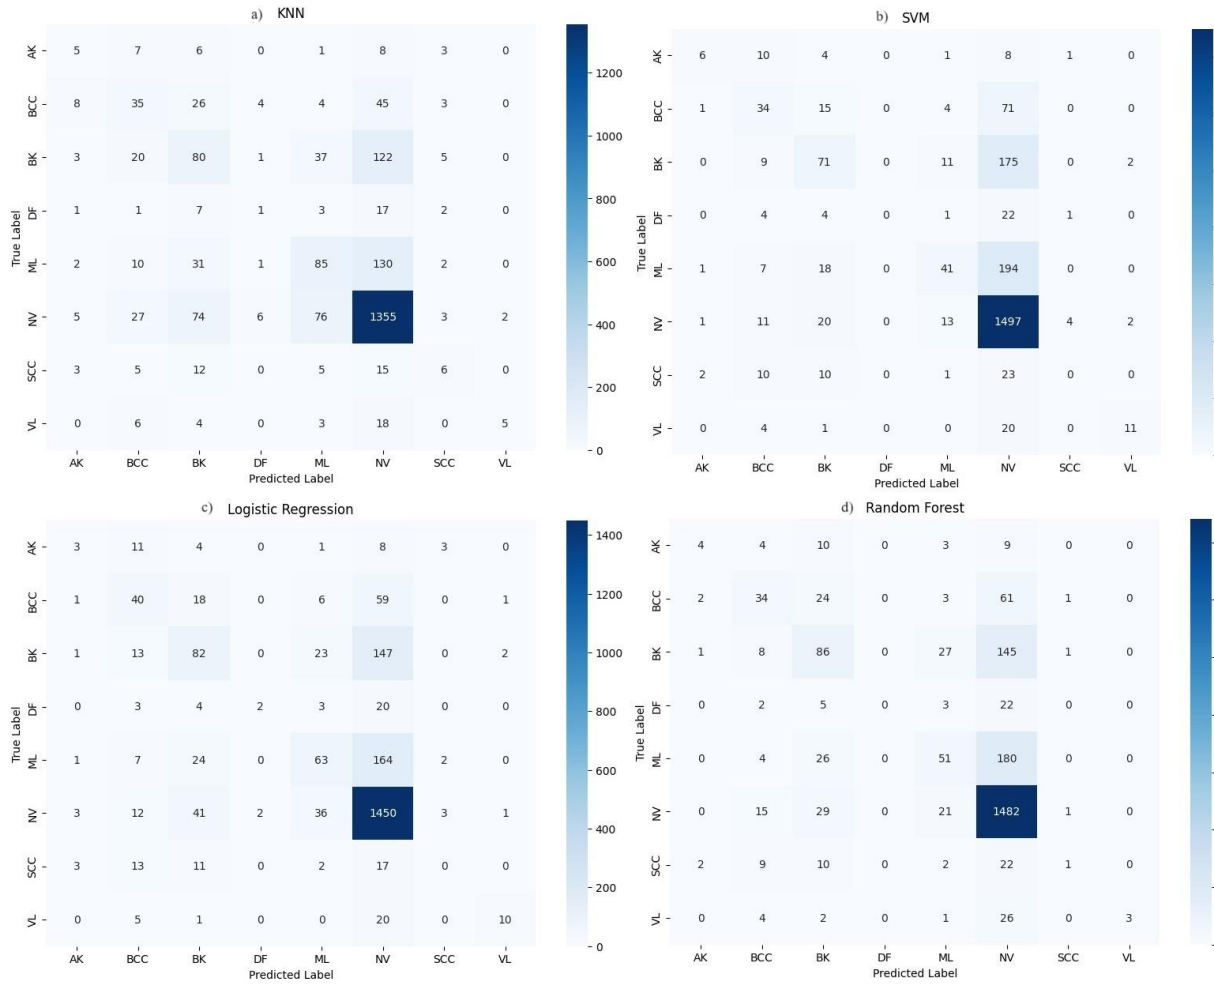 a) KNN
AK 5 7 6 0 1 8 3 0
BCC 8 35 26 4 4 45 3 0
BK 3 20 80 1 37 122 5 0
DF 1 1 7 1 3 17 2 0
ML 2 10 31 1 85 130 2 0
NV 5 27 74 6 76 1355 3 2
SCC 3 5 12 0 5 15 6 0
VL 0 6 4 0 3 18 0 5
AK BCC BK DF ML NV SCC VL
Predicted Label
True Label
1200
1000
800
600
400
200
0
b) SVM
AK 6 10 4 0 1 8 1 0
BCC 1 34 15 0 4 71 0 0
BK 0 9 71 0 11 175 0 2
DF 0 4 4 0 1 22 1 0
ML 1 7 18 0 41 194 0 0
NV 1 11 20 0 13 1497 4 2
SCC 2 10 10 0 1 23 0 0
VL 0 4 1 0 0 20 0 11
AK BCC BK DF ML NV SCC VL
Predicted Label
True Label
c) Logistic Regression
AK 3 11 4 0 1 8 3 0
BCC 1 40 18 0 6 59 0 1
BK 1 13 82 0 23 147 0 2
DF 0 3 4 2 3 20 0 0
ML 1 7 24 0 63 164 2 0
NV 3 12 41 2 36 1450 3 1
SCC 3 13 11 0 2 17 0 0
VL 0 5 1 0 0 20 0 10
AK BCC BK DF ML NV SCC VL
Predicted Label
True Label
1400
1200
1000
800
600
400
200
0
d) Random Forest
AK 4 4 10 0 3 9 0 0
BCC 2 34 24 0 3 61 1 0
BK 1 8 86 0 27 145 1 0
DF 0 2 5 0 3 22 0 0
ML 0 4 26 0 51 180 0 0
NV 0 15 29 0 21 1482 1 0
SCC 2 9 10 0 2 22 1 0
VL 0 4 2 0 1 26 0 3
AK BCC BK DF ML NV SCC VL
Predicted Label
True Label